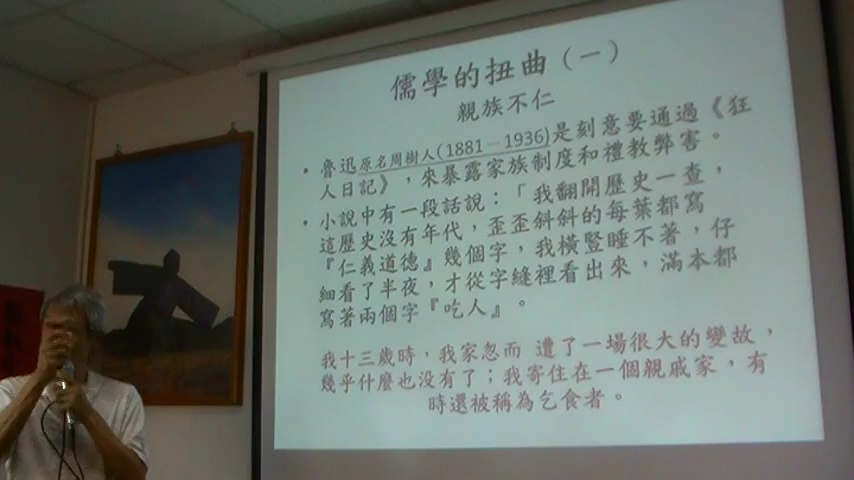 儒學的扭曲（一）
親族不仁
• 魯迅原名周樹人(1881－1936)是刻意要通過《狂
人日記》，來暴露家族制度和禮教弊害。
• 小說中有一段話說：「我翻開歷史一查，
這歷史沒有年代，歪歪斜斜的每葉都寫
『仁義道德』幾個字，我橫豎睡不著，仔
細看了半夜，才從字縫裡看出來，滿本都
寫著兩個字『吃人』。
我十三歲時，我家忽而 遭了一場很大的變故，
幾乎什麼也没有了；我寄住在一個親戚家，有
時還被稱為乞食者。